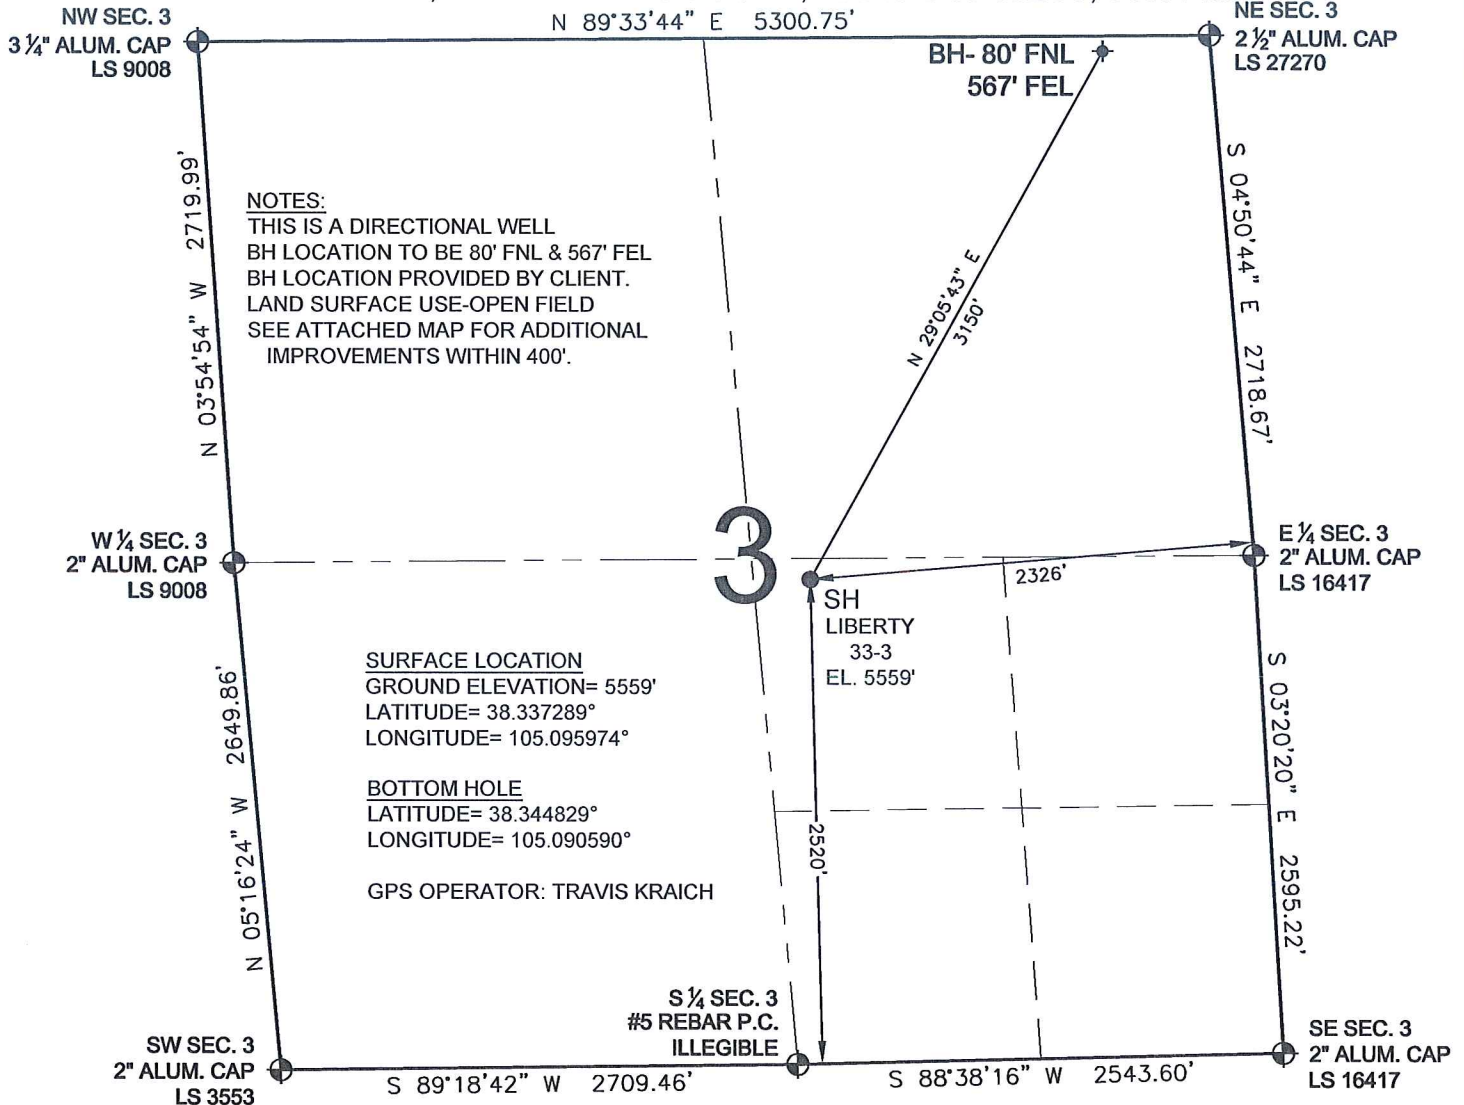 NW SEC. 3
3 ¼" ALUM. CAP
LS 9008
N 89°33'44" E 5300.75'
NE SEC. 3
2 ½" ALUM. CAP
LS 27270
BH- 80' FNL
567' FEL
N 03°54'54" W 2719.99'
NOTES:
THIS IS A DIRECTIONAL WELL
BH LOCATION TO BE 80' FNL & 567' FEL
BH LOCATION PROVIDED BY CLIENT.
LAND SURFACE USE-OPEN FIELD
SEE ATTACHED MAP FOR ADDITIONAL
IMPROVEMENTS WITHIN 400'.
N 29°05'43" E
3150'
S 04°50'44" E 2718.67'
W ¼ SEC. 3
2" ALUM. CAP
LS 9008
3
E ¼ SEC. 3
2" ALUM. CAP
LS 16417
2326'
SH
LIBERTY
33-3
EL. 5559'
N 05°16'24" W 2649.86'
SURFACE LOCATION
GROUND ELEVATION= 5559'
LATITUDE= 38.337289°
LONGITUDE= 105.095974°
BOTTOM HOLE
LATITUDE= 38.344829°
LONGITUDE= 105.090590°
GPS OPERATOR: TRAVIS KRAICH
2520'
S 03°20'20" E 2595.22'
S ¼ SEC. 3
#5 REBAR P.C.
ILLEGIBLE
SW SEC. 3
2" ALUM. CAP
LS 3553
S 89°18'42" W 2709.46'
S 88°38'16" W 2543.60'
SE SEC. 3
2" ALUM. CAP
LS 16417